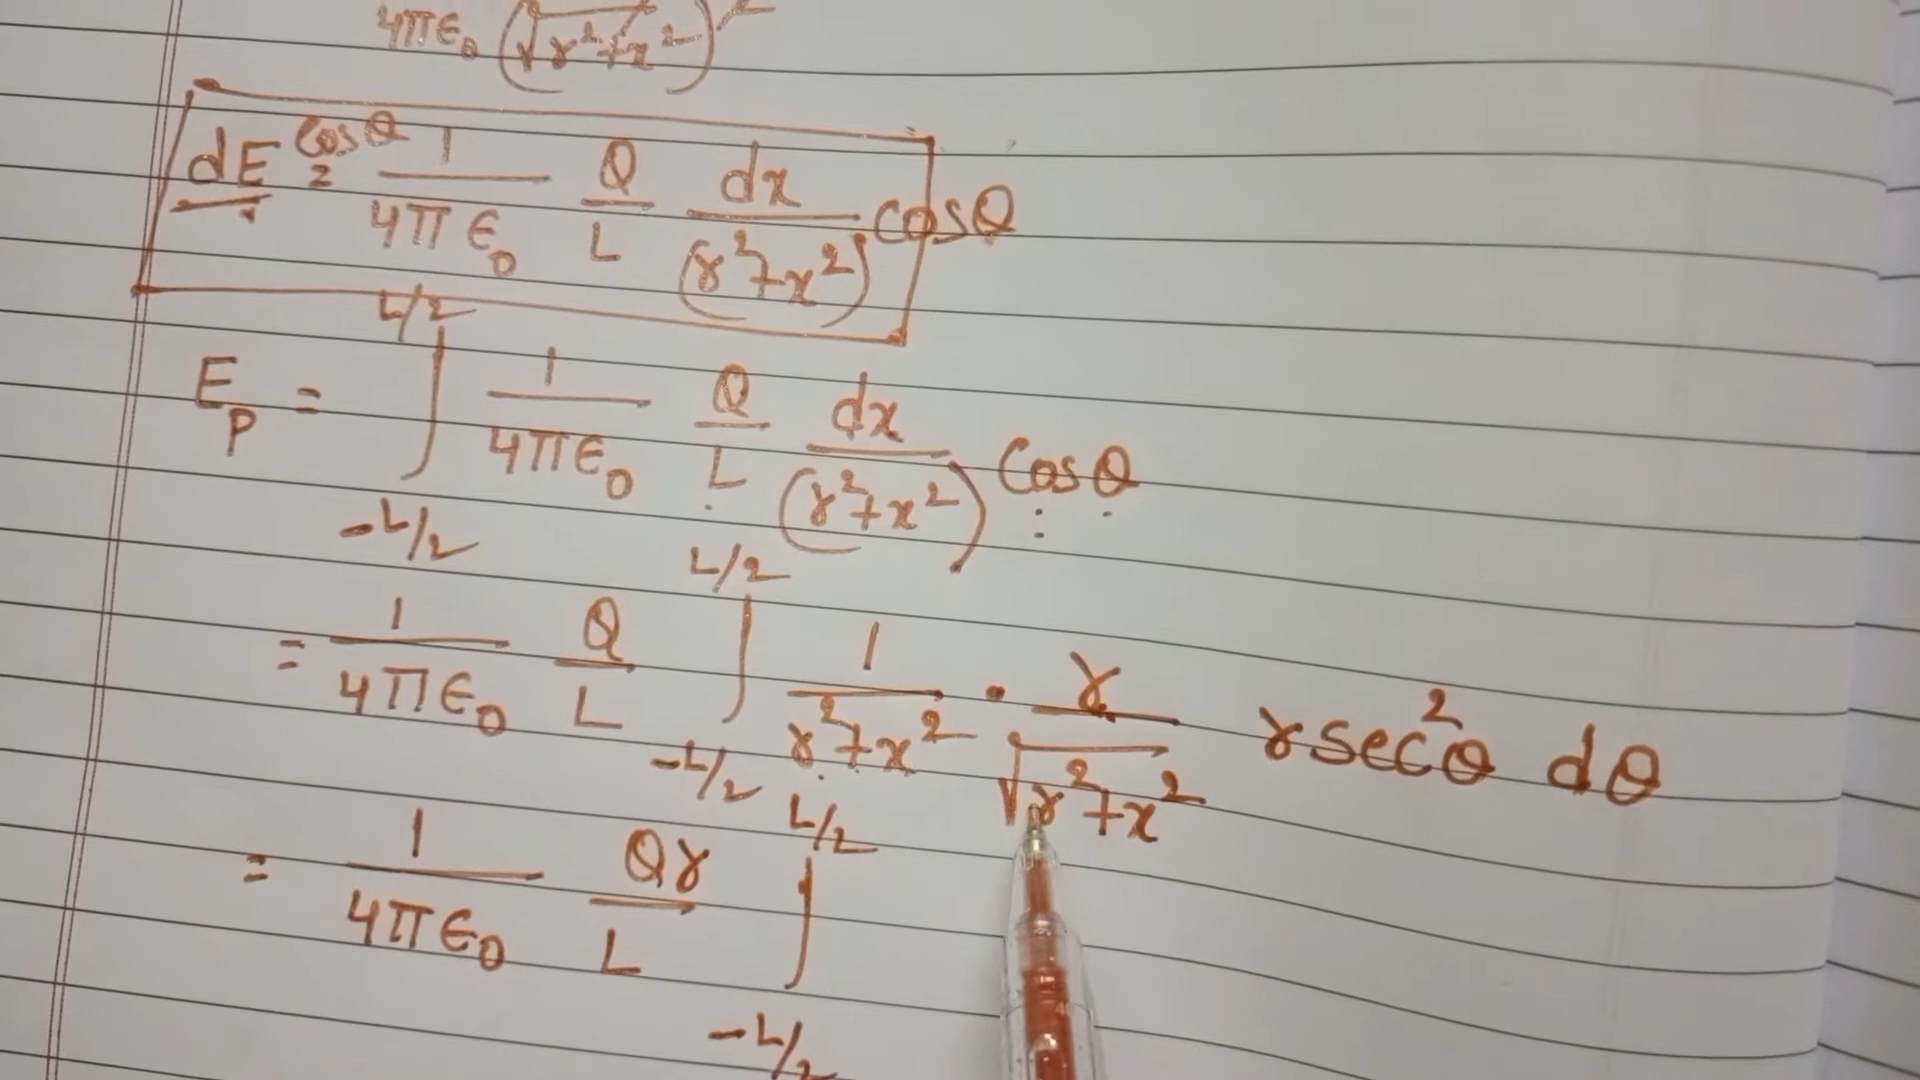 4πϵ₀ (√r²+x²)²
dE cosθ = 1/4πϵ₀ Q/L dx/(r²+x²) cosθ
E_P = ∫_{-L/2}^{L/2} 1/4πϵ₀ Q/L dx/(r²+x²) Cosθ
= 1/4πϵ₀ Q/L ∫_{-L/2}^{L/2} 1/r²+x² · r/√r²+x² r sec²θ dθ
= 1/4πϵ₀ Qr/L ∫_{-L/2}^{L/2}